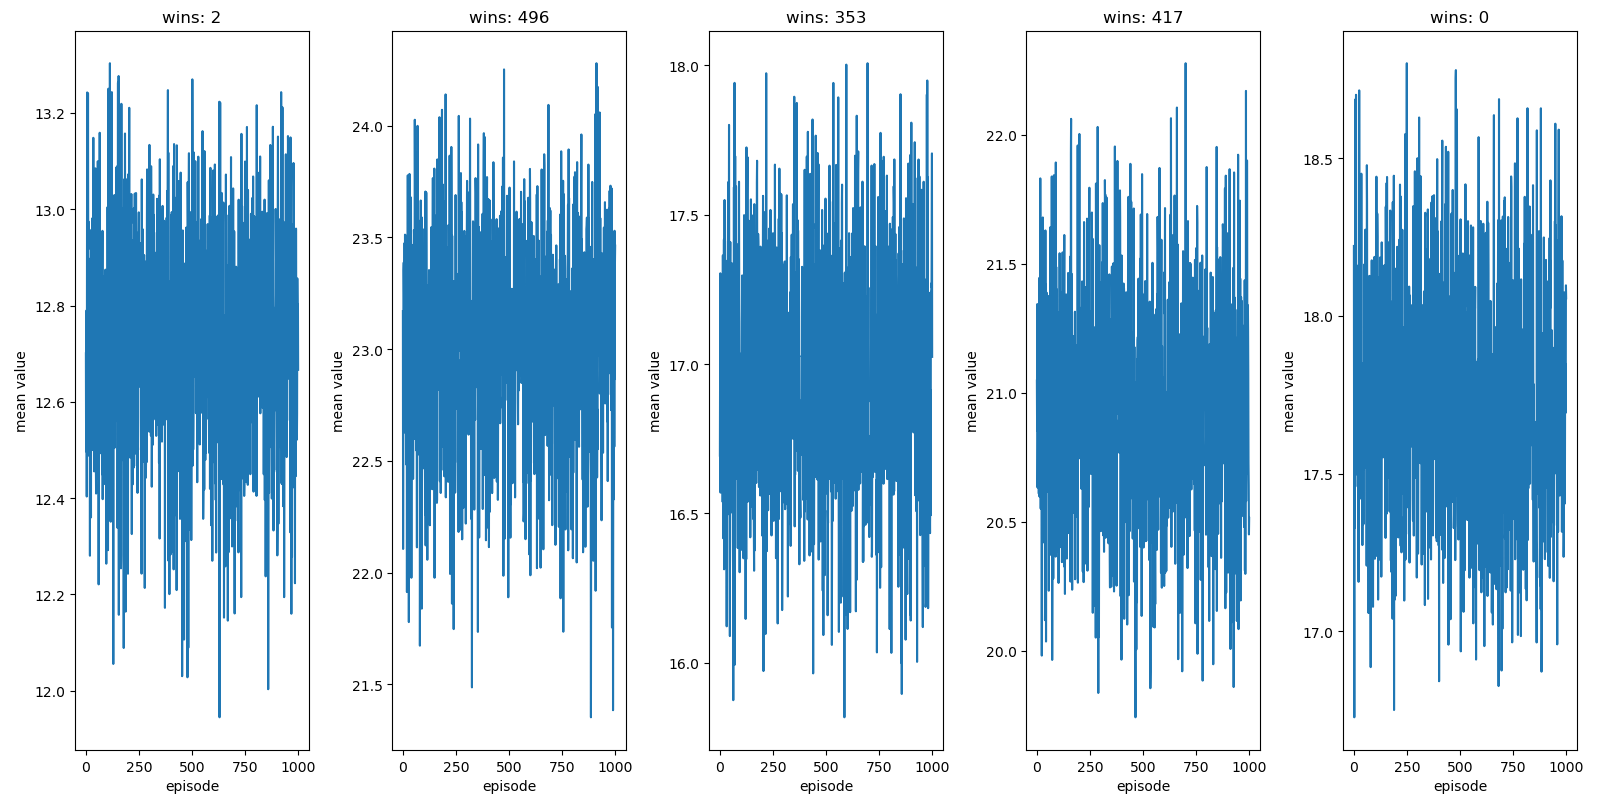 wins: 2
13.2
13.0
12.8
12.6
12.4
12.2
12.0
mean value
0 250 500 750 1000
episode
wins: 496
24.0
23.5
23.0
22.5
22.0
21.5
mean value
0 250 500 750 1000
episode
wins: 353
18.0
17.5
17.0
16.5
16.0
mean value
0 250 500 750 1000
episode
wins: 417
22.0
21.5
21.0
20.5
20.0
mean value
0 250 500 750 1000
episode
wins: 0
18.5
18.0
17.5
17.0
mean value
0 250 500 750 1000
episode